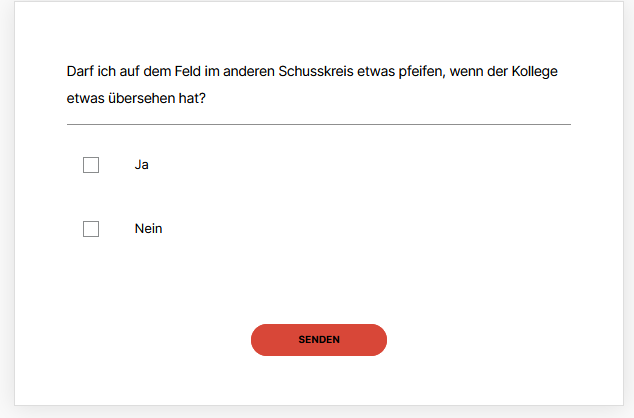 Darf ich auf dem Feld im anderen Schusskreis etwas pfeifen, wenn der Kollege
etwas übersehen hat?
Ja
Nein
SENDEN